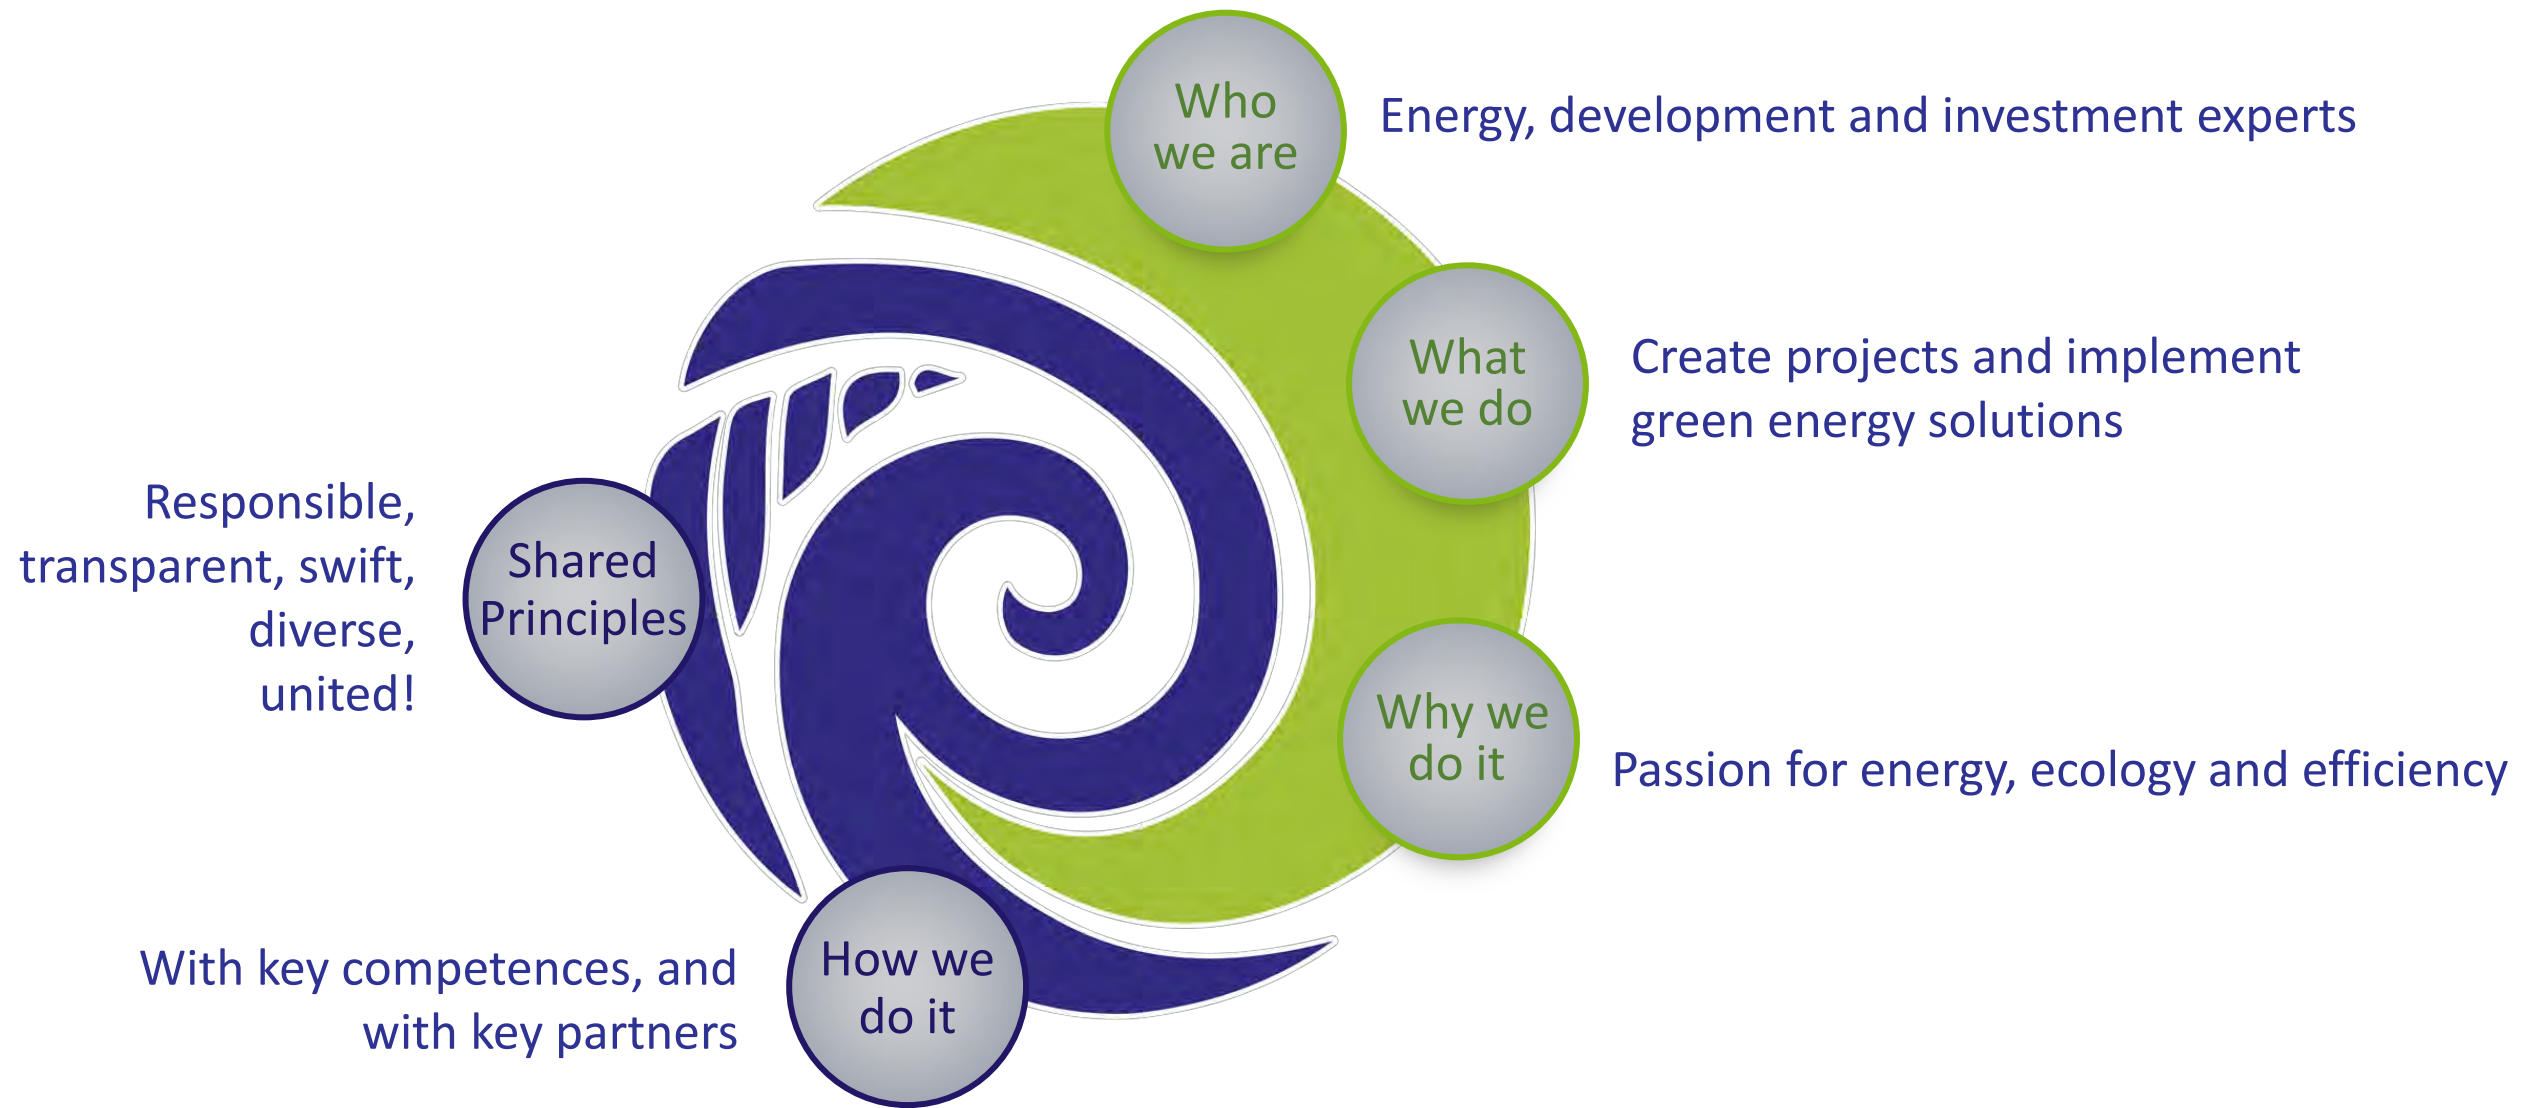 Who
we are
Energy, development and investment experts
What
we do
Create projects and implement
green energy solutions
Why we
do it
Passion for energy, ecology and efficiency
How we
do it
With key competences, and
with key partners
Shared
Principles
Responsible,
transparent, swift,
diverse,
united!